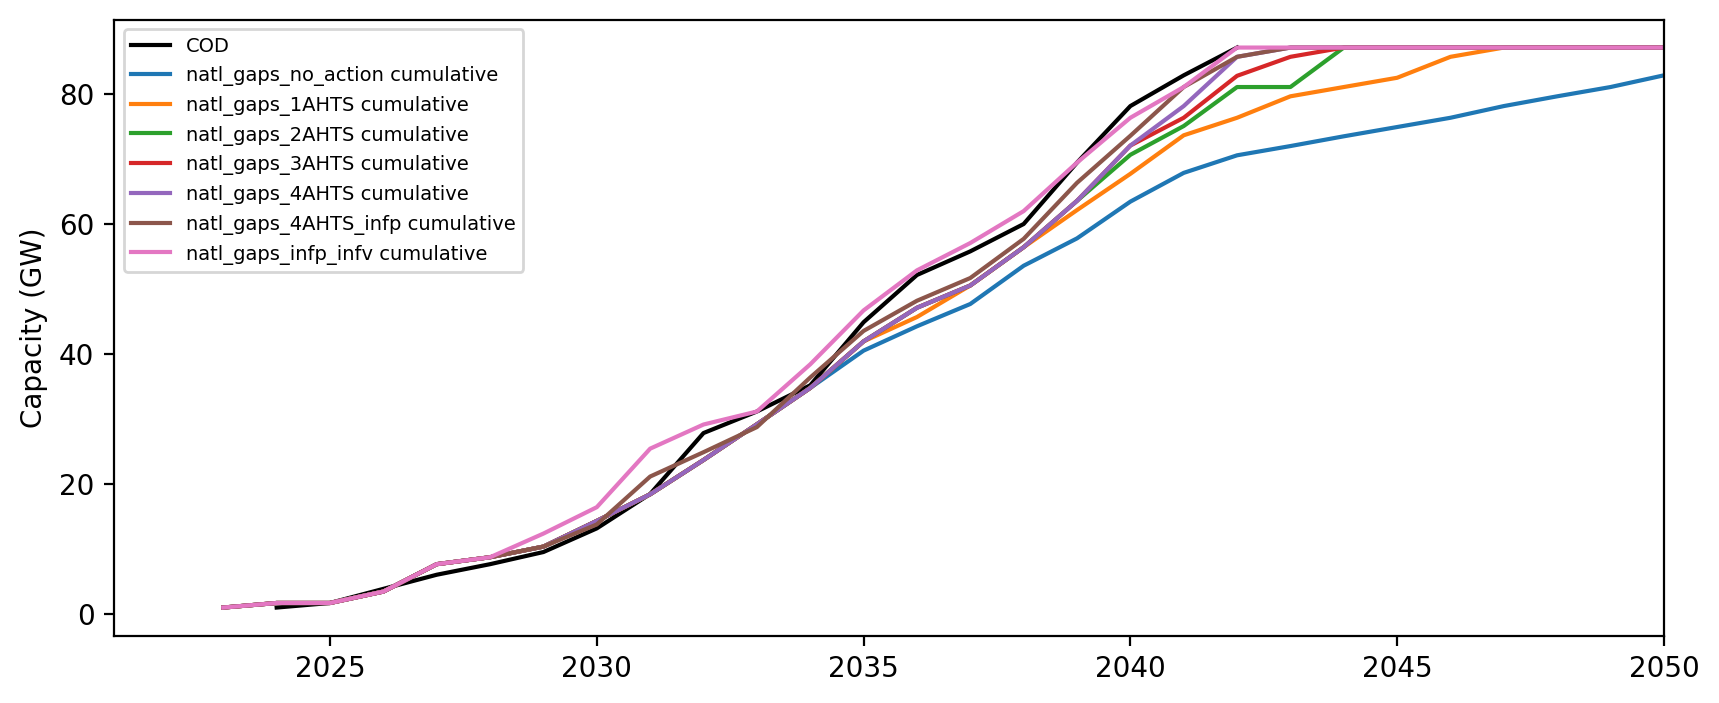 COD
natl_gaps_no_action cumulative
natl_gaps_1AHTS cumulative
natl_gaps_2AHTS cumulative
natl_gaps_3AHTS cumulative
natl_gaps_4AHTS cumulative
natl_gaps_4AHTS_infp cumulative
natl_gaps_infp_infv cumulative
Capacity (GW)
80
60
40
20
0
2025 2030 2035 2040 2045 2050